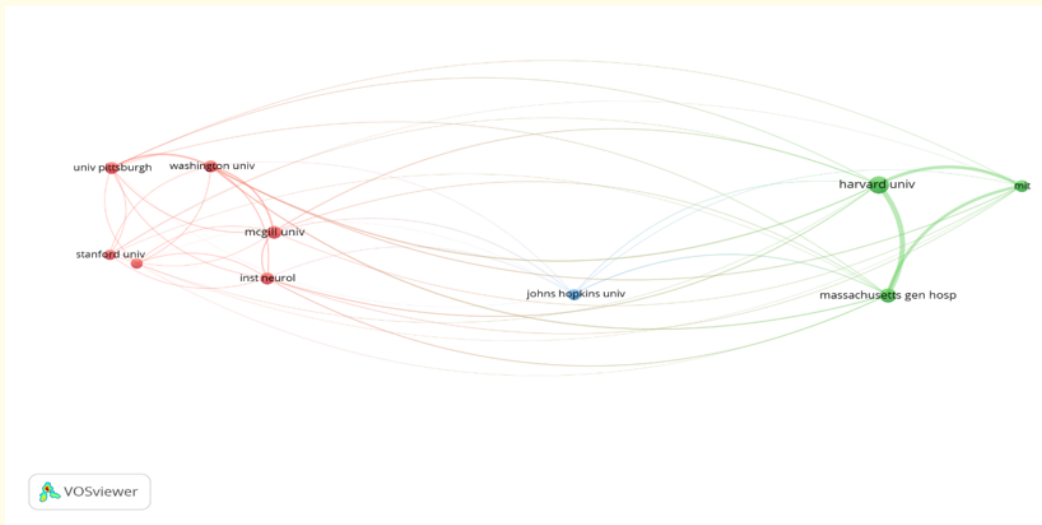 univ pittsburgh
washington univ
harvard univ
mit
mcgill univ
stanford univ
inst neurol
johns hopkins univ
massachusetts gen hosp
VOSviewer